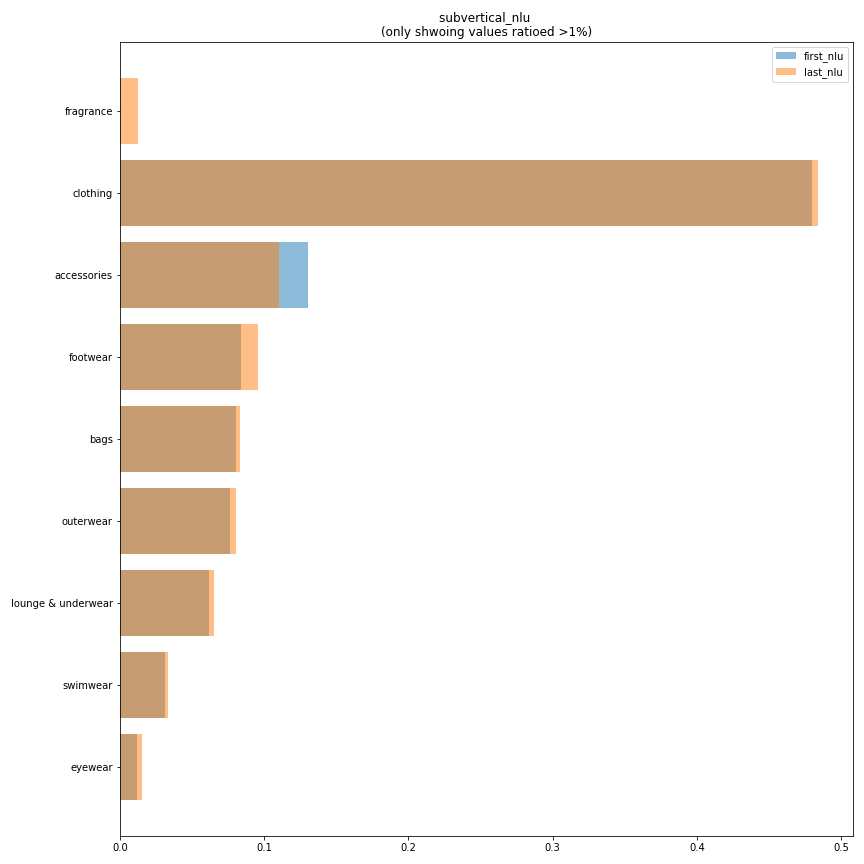 subvertical_nlu
(only shwoing values ratioed >1%)
first_nlu
last_nlu
fragrance
clothing
accessories
footwear
bags
outerwear
lounge & underwear
swimwear
eyewear
0.0 0.1 0.2 0.3 0.4 0.5